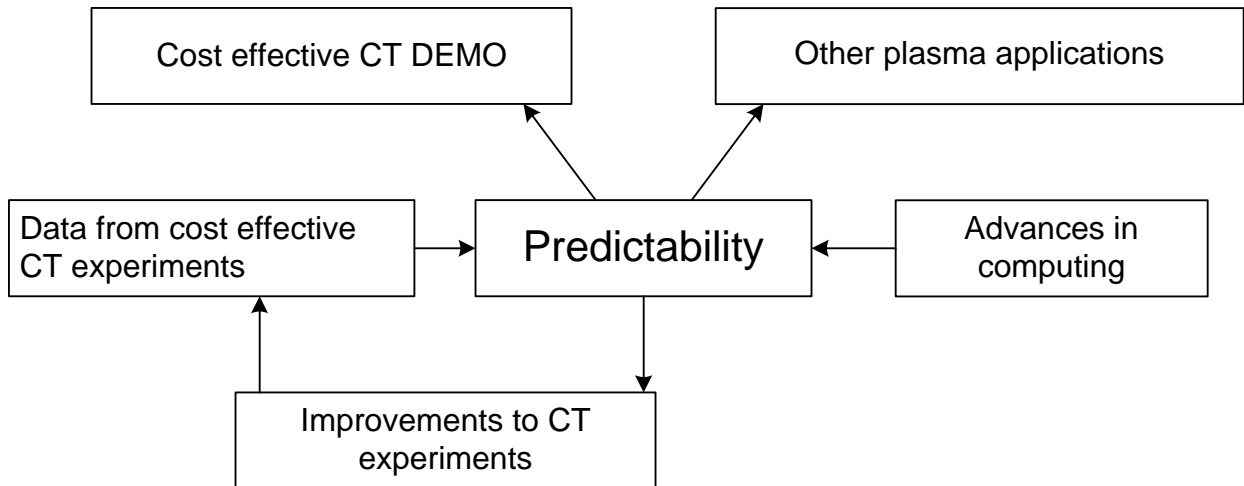 Cost effective CT DEMO
Other plasma applications
Data from cost effective
CT experiments
Predictability
Advances in
computing
Improvements to CT
experiments